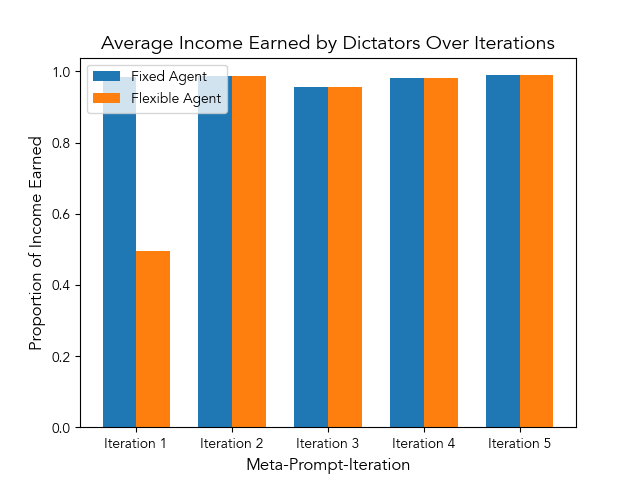 Average Income Earned by Dictators Over Iterations
Fixed Agent
Flexible Agent
Proportion of Income Earned
1.0
0.8
0.6
0.4
0.2
0.0
Iteration 1
Iteration 2
Iteration 3
Iteration 4
Iteration 5
Meta-Prompt-Iteration